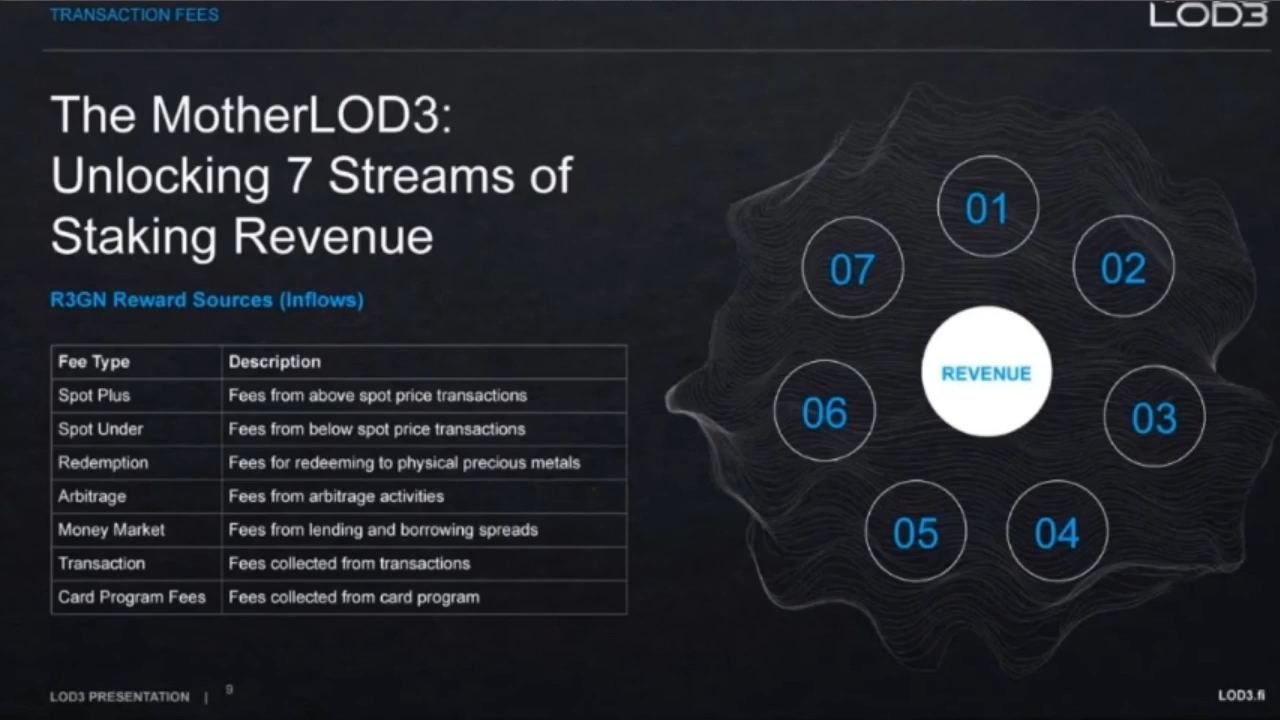 TRANSACTION FEES
LOD3
The MotherLOD3:
Unlocking 7 Streams of
Staking Revenue
R3GN Reward Sources (Inflows)
Fee Type Description
Spot Plus Fees from above spot price transactions
Spot Under Fees from below spot price transactions
Redemption Fees for redeeming to physical precious metals
Arbitrage Fees from arbitrage activities
Money Market Fees from lending and borrowing spreads
Transaction Fees collected from transactions
Card Program Fees Fees collected from card program
01
02
03
04
05
06
07
REVENUE
LOD3 PRESENTATION | 9
LOD3.fi